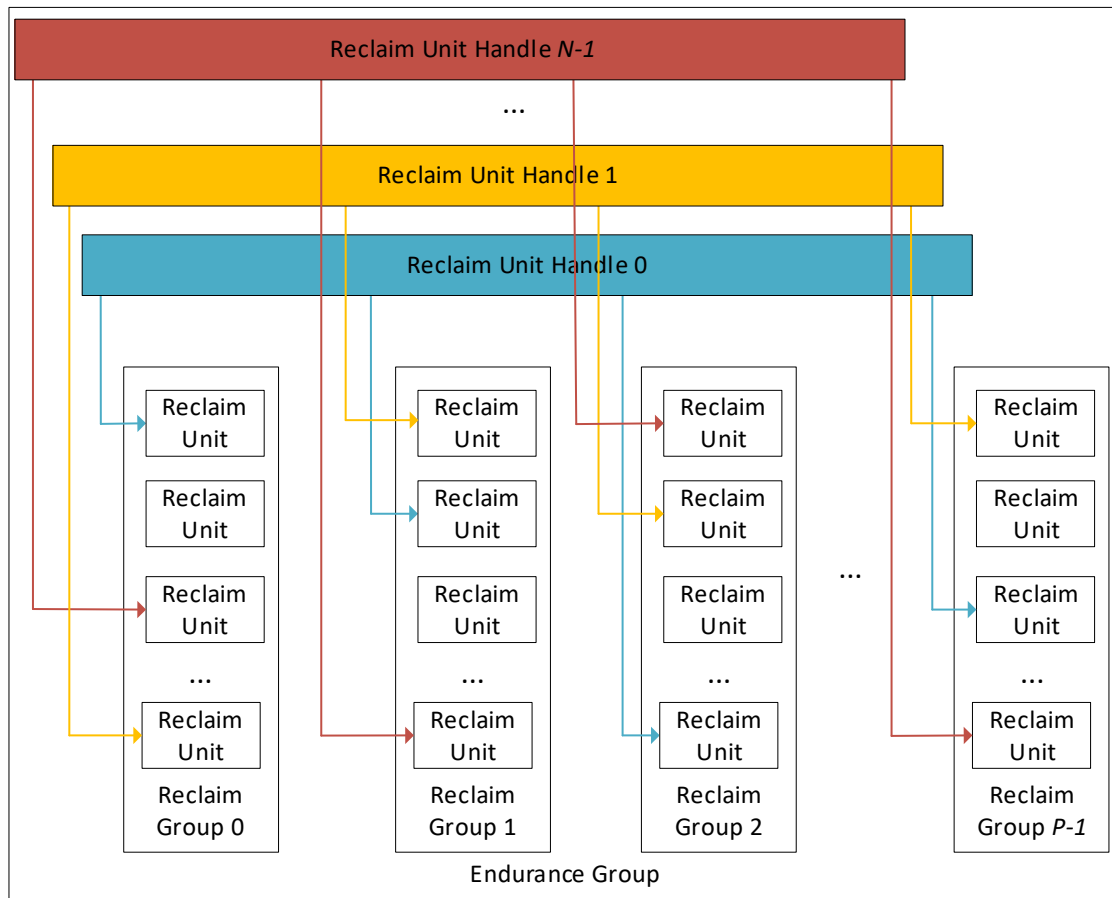 Reclaim Unit Handle N-1
...
Reclaim Unit Handle 1
Reclaim Unit Handle 0
Reclaim
Unit
Reclaim
Unit
Reclaim
Unit
...
Reclaim
Unit
Reclaim
Group 0
Reclaim
Unit
Reclaim
Unit
Reclaim
Unit
...
Reclaim
Unit
Reclaim
Group 1
Reclaim
Unit
Reclaim
Unit
Reclaim
Unit
...
Reclaim
Unit
Reclaim
Group 2
...
Reclaim
Unit
Reclaim
Unit
Reclaim
Unit
...
Reclaim
Unit
Reclaim
Group P-1
Endurance Group